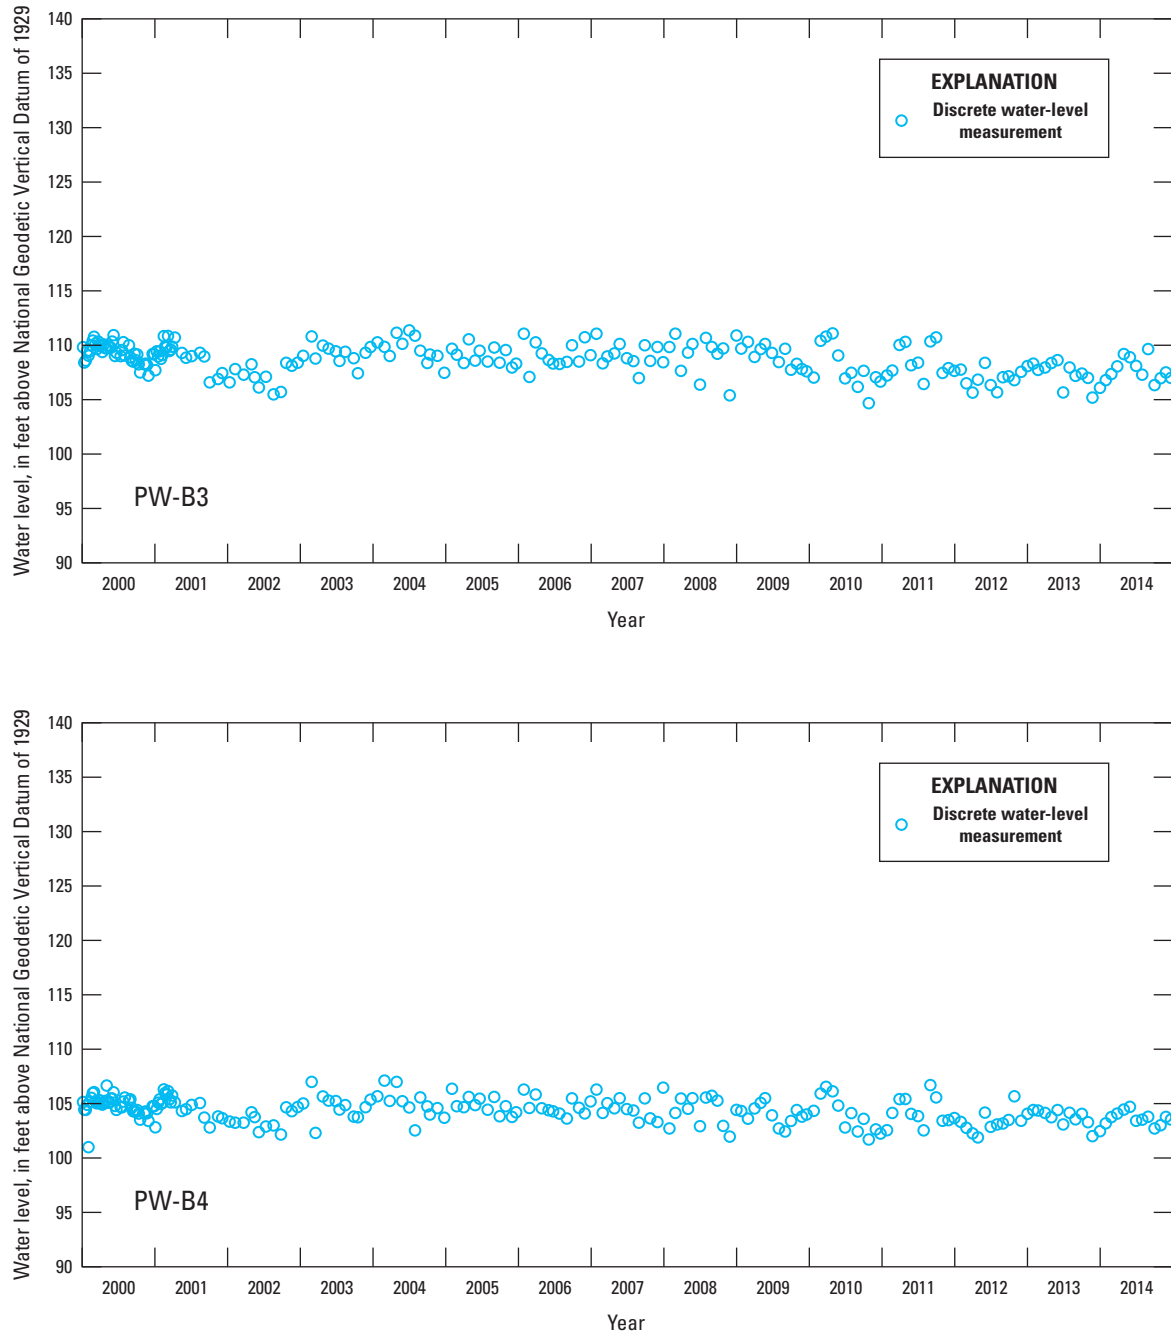 Water level, in feet above National Geodetic Vertical Datum of 1929
140
135
130
125
120
115
110
105
100
95
90
EXPLANATION
Discrete water-level
measurement
PW-B3
2000 2001 2002 2003 2004 2005 2006 2007 2008 2009 2010 2011 2012 2013 2014
Year
Water level, in feet above National Geodetic Vertical Datum of 1929
140
135
130
125
120
115
110
105
100
95
90
EXPLANATION
Discrete water-level
measurement
PW-B4
2000 2001 2002 2003 2004 2005 2006 2007 2008 2009 2010 2011 2012 2013 2014
Year